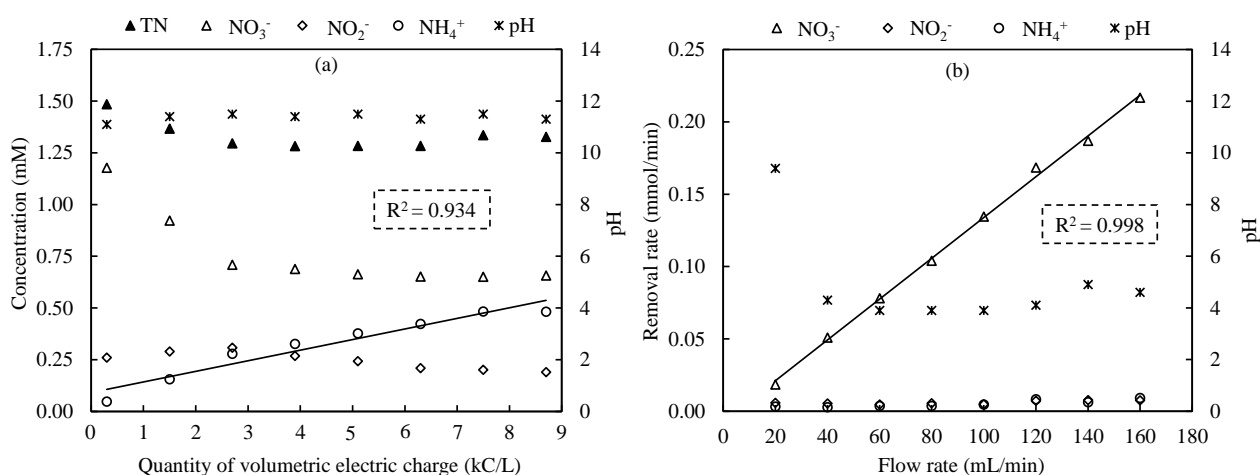 TN NO₃⁻ NO₂⁻ NH₄⁺ pH
(a)
1.75
1.50
1.25
1.00
0.75
0.50
0.25
0.00
Concentration (mM)
R² = 0.934
14
12
10
8
6
4
2
0
pH
0 1 2 3 4 5 6 7 8 9
Quantity of volumetric electric charge (kC/L)
NO₃⁻ NO₂⁻ NH₄⁺ pH
(b)
0.25
0.20
0.15
0.10
0.05
0.00
Removal rate (mmol/min)
R² = 0.998
14
12
10
8
6
4
2
0
pH
0 20 40 60 80 100 120 140 160 180
Flow rate (mL/min)